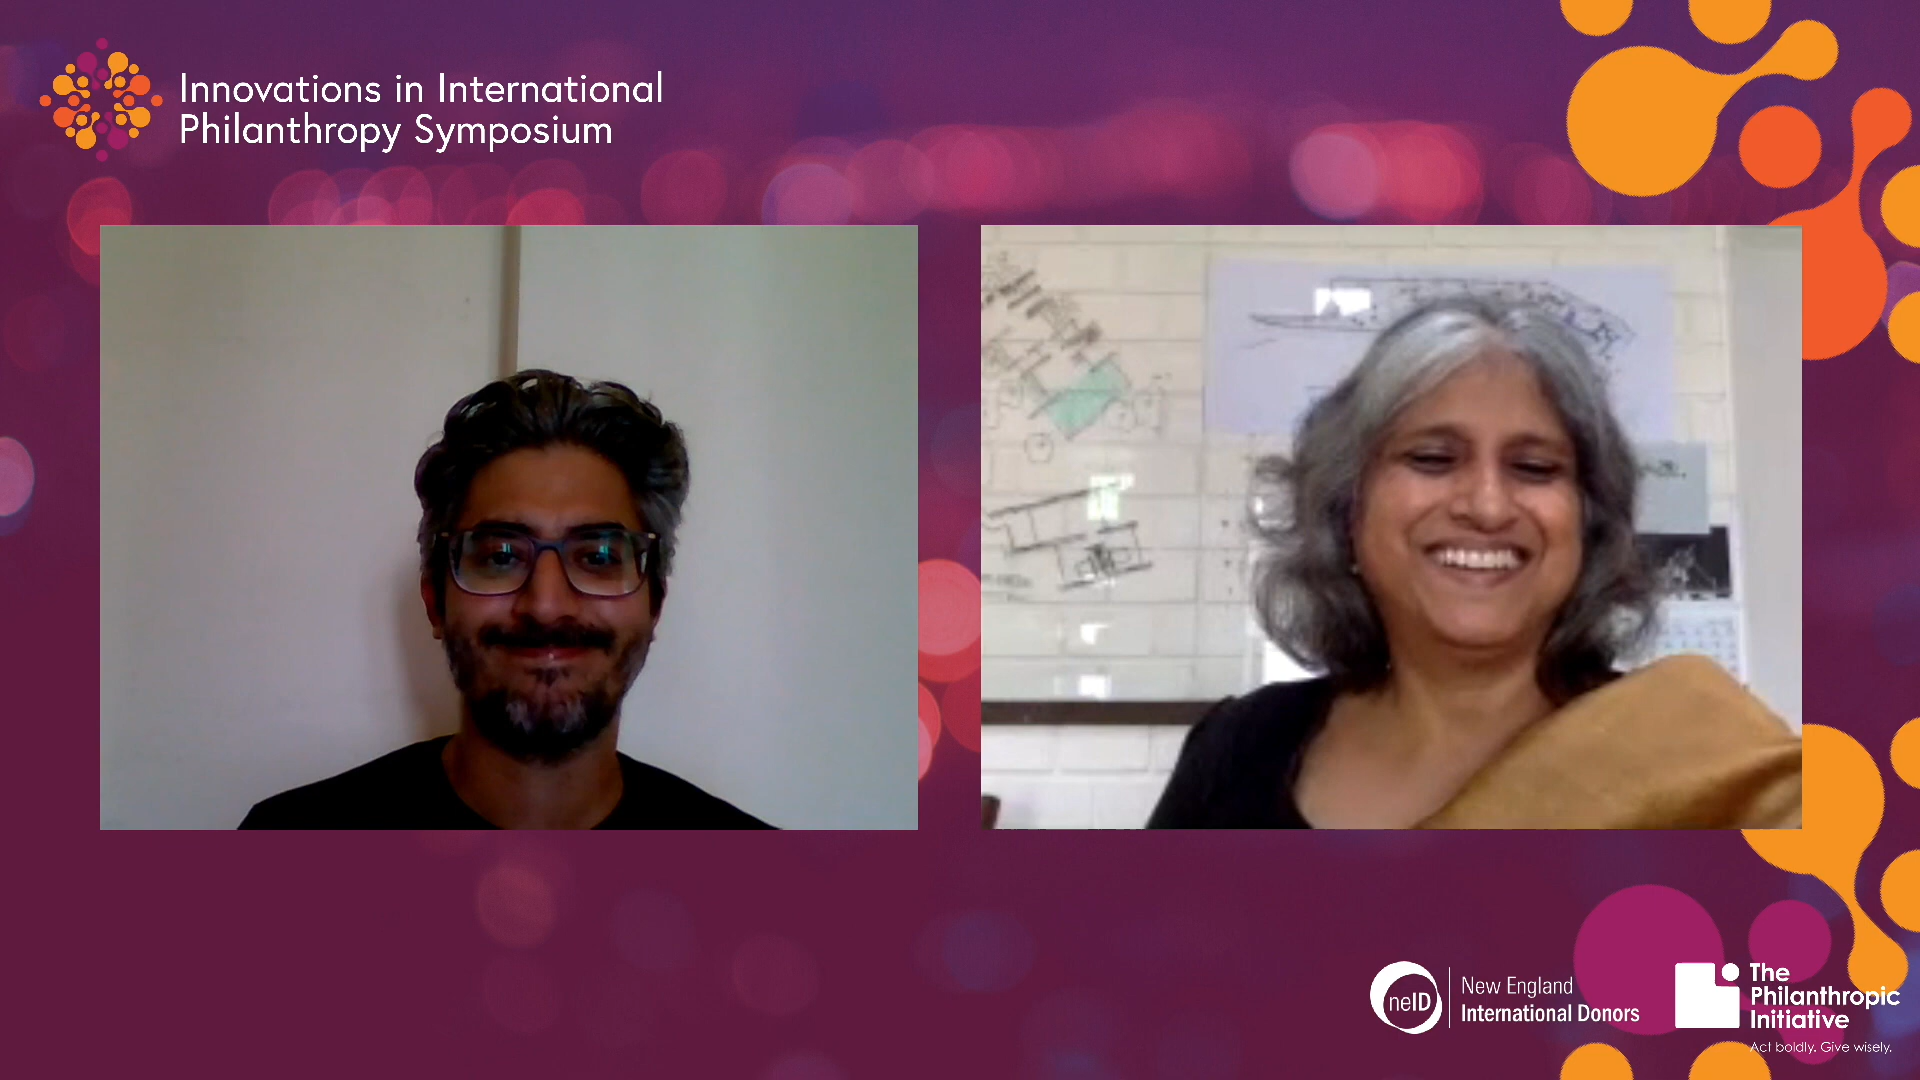 Innovations in International
Philanthropy Symposium
neID
New England
International Donors
The
Philanthropic
Initiative
Act boldly. Give wisely.